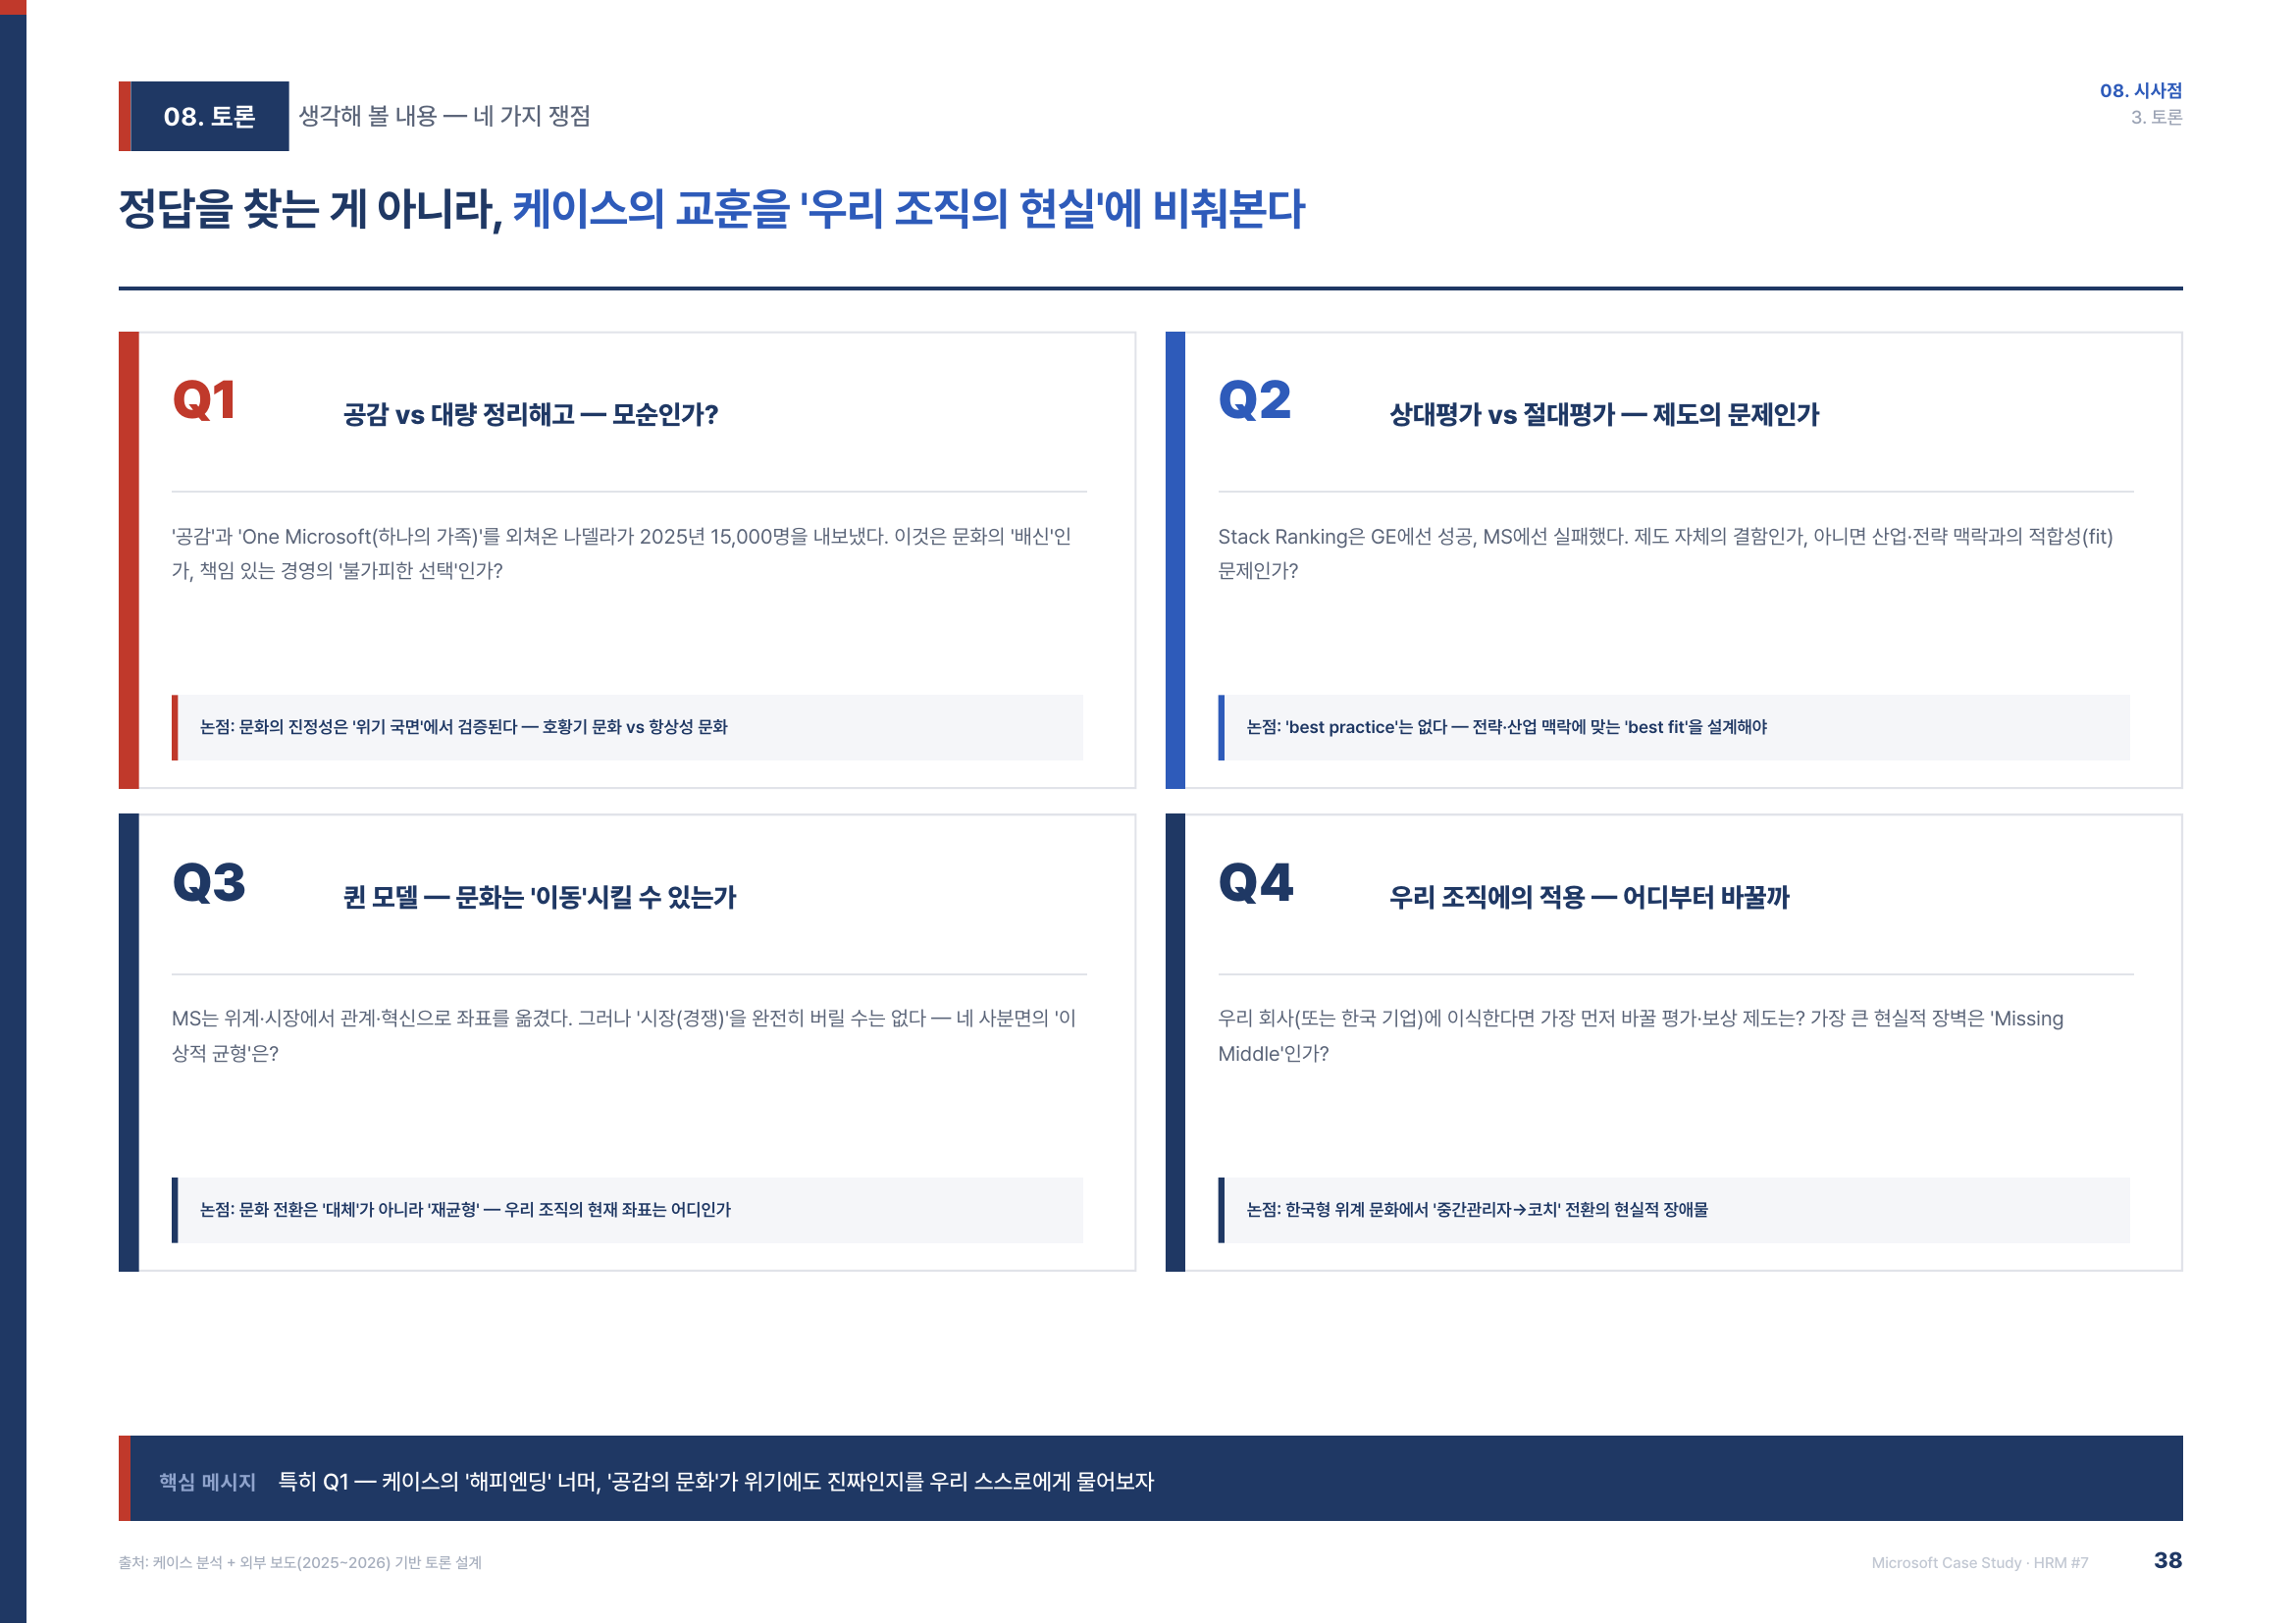 08. 토론
생각해 볼 내용 — 네 가지 쟁점
08. 시사점
3. 토론
정답을 찾는 게 아니라, 케이스의 교훈을 '우리 조직의 현실'에 비춰본다
Q1
공감 vs 대량 정리해고 — 모순인가?
'공감'과 'One Microsoft(하나의 가족)'를 외쳐온 나델라가 2025년 15,000명을 내보냈다. 이것은 문화의 '배신'인
가, 책임 있는 경영의 '불가피한 선택'인가?
논점: 문화의 진정성은 '위기 국면'에서 검증된다 — 호황기 문화 vs 항상성 문화
Q2
상대평가 vs 절대평가 — 제도의 문제인가
Stack Ranking은 GE에선 성공, MS에선 실패했다. 제도 자체의 결함인가, 아니면 산업·전략 맥락과의 적합성(fit)
문제인가?
논점: 'best practice'는 없다 — 전략·산업 맥락에 맞는 'best fit'을 설계해야
Q3
퀸 모델 — 문화는 '이동'시킬 수 있는가
MS는 위계·시장에서 관계·혁신으로 좌표를 옮겼다. 그러나 '시장(경쟁)'을 완전히 버릴 수는 없다 — 네 사분면의 '이
상적 균형'은?
논점: 문화 전환은 '대체'가 아니라 '재균형' — 우리 조직의 현재 좌표는 어디인가
Q4
우리 조직에의 적용 — 어디부터 바꿀까
우리 회사(또는 한국 기업)에 이식한다면 가장 먼저 바꿀 평가·보상 제도는? 가장 큰 현실적 장벽은 'Missing
Middle'인가?
논점: 한국형 위계 문화에서 '중간관리자→코치' 전환의 현실적 장애물
핵심 메시지 특히 Q1 — 케이스의 '해피엔딩' 너머, '공감의 문화'가 위기에도 진짜인지를 우리 스스로에게 물어보자
출처: 케이스 분석 + 외부 보도(2025~2026) 기반 토론 설계
Microsoft Case Study · HRM #7
38